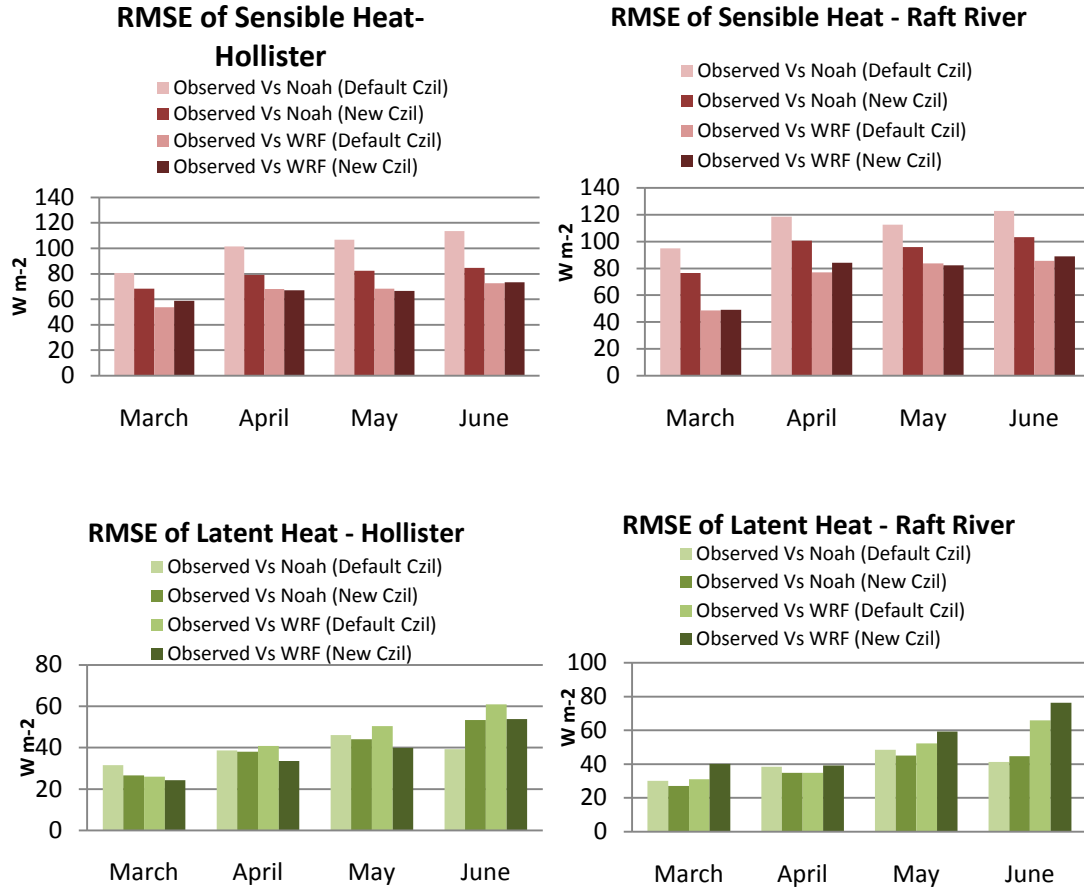 RMSE of Sensible Heat-
Hollister
Observed Vs Noah (Default Czil)
Observed Vs Noah (New Czil)
Observed Vs WRF (Default Czil)
Observed Vs WRF (New Czil)
140
120
100
80
60
40
20
0
W m-2
March April May June
RMSE of Sensible Heat - Raft River
Observed Vs Noah (Default Czil)
Observed Vs Noah (New Czil)
Observed Vs WRF (Default Czil)
Observed Vs WRF (New Czil)
140
120
100
80
60
40
20
0
W m-2
March April May June
RMSE of Latent Heat - Hollister
Observed Vs Noah (Default Czil)
Observed Vs Noah (New Czil)
Observed Vs WRF (Default Czil)
Observed Vs WRF (New Czil)
80
60
40
20
0
W m-2
March April May June
RMSE of Latent Heat - Raft River
Observed Vs Noah (Default Czil)
Observed Vs Noah (New Czil)
Observed Vs WRF (Default Czil)
Observed Vs WRF (New Czil)
100
80
60
40
20
0
W m-2
March April May June